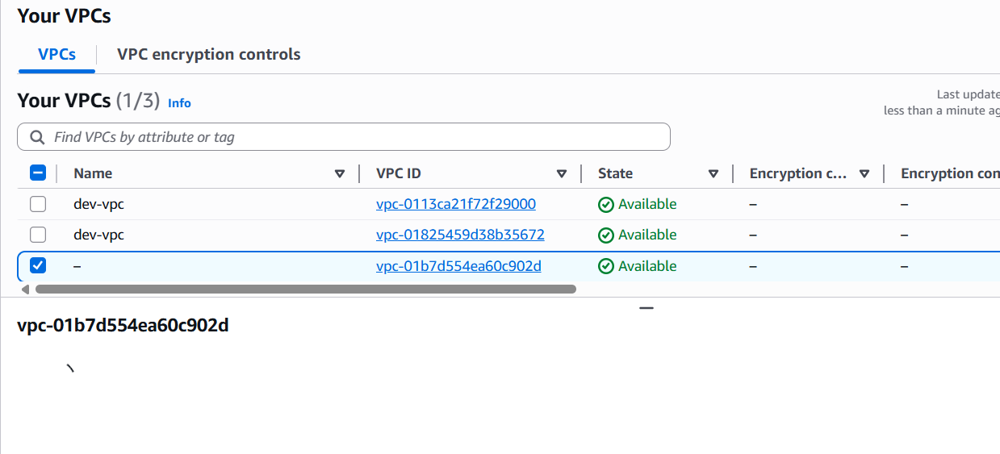 Your VPCs
VPCs
VPC encryption controls
Your VPCs (1/3) Info
Last update
less than a minute ag
Find VPCs by attribute or tag
Name VPC ID State Encryption c... Encryption con
dev-vpc vpc-0113ca21f72f29000 Available – –
dev-vpc vpc-01825459d38b35672 Available – –
– vpc-01b7d554ea60c902d Available – –
vpc-01b7d554ea60c902d